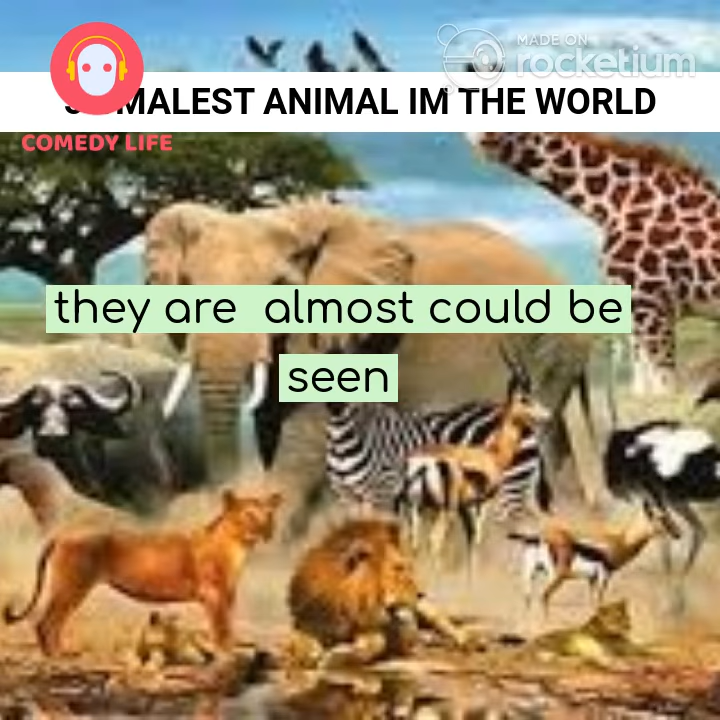 MADE ON
rocketium
MALEST ANIMAL IM THE WORLD
COMEDY LIFE
they are almost could be
seen